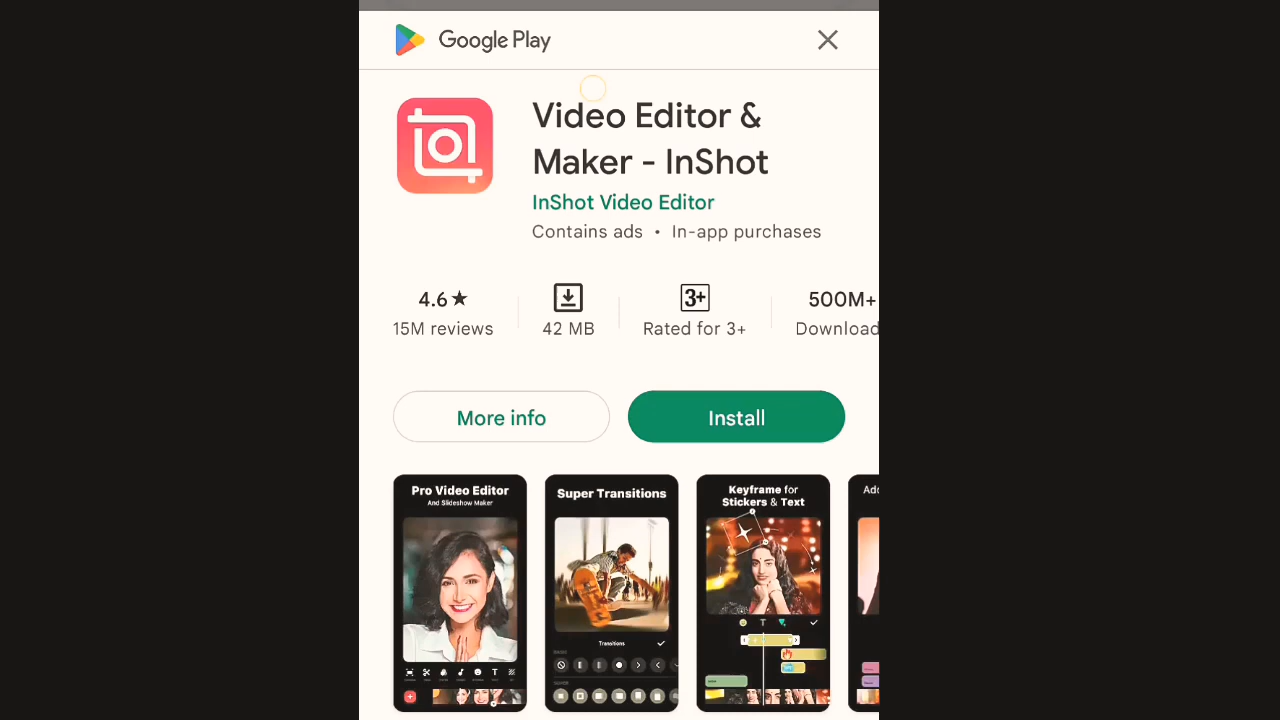 Google Play
Video Editor &
Maker - InShot
InShot Video Editor
Contains ads • In-app purchases
4.6★
15M reviews
42 MB
3+
Rated for 3+
500M+
Download
More info
Install
Pro Video Editor
And Slideshow Maker
Super Transitions
Transitions
Keyframe for
Stickers & Text